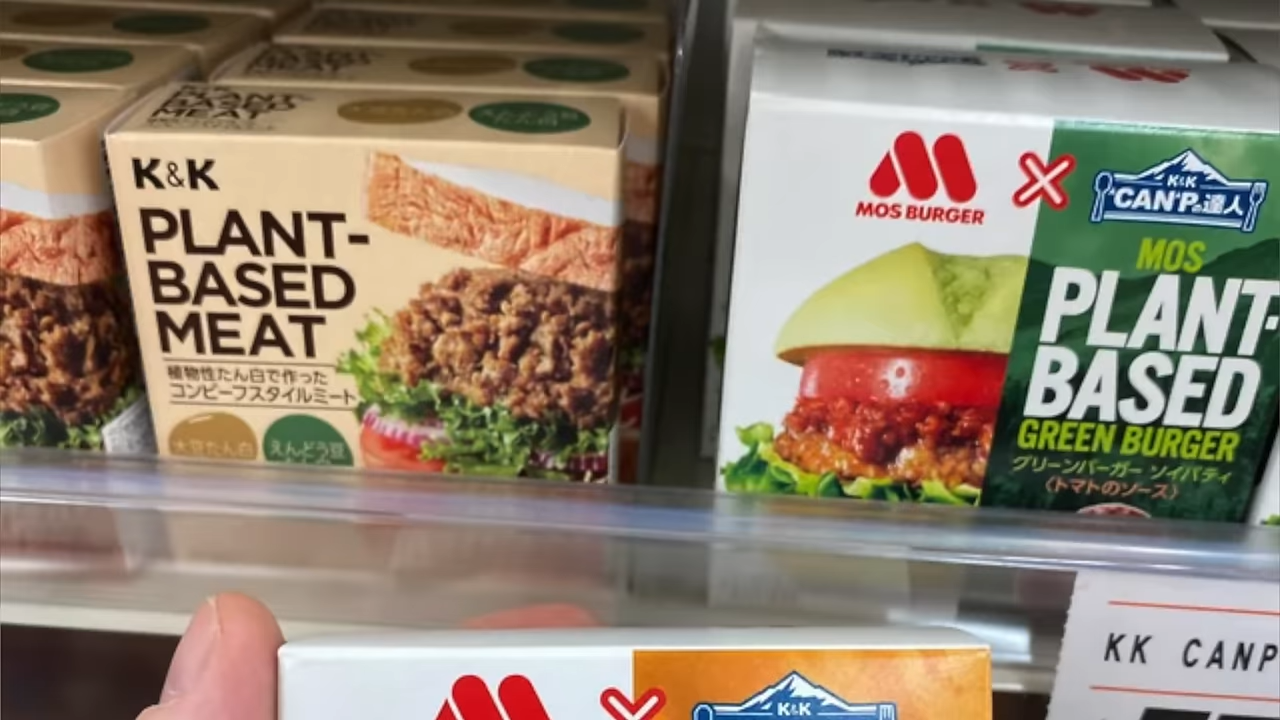 PLANT-
BASED
MEAT
K&K
PLANT-
BASED
MEAT
植物性たん白で作った
コンビーフスタイルミート
大豆たん白
えんどう豆
MOS BURGER
K&K
CAN'Pの達人
MOS
PLANT-
BASED
GREEN BURGER
グリーンバーガー ソイパティ
〈トマトのソース〉
KK CANP
K&K